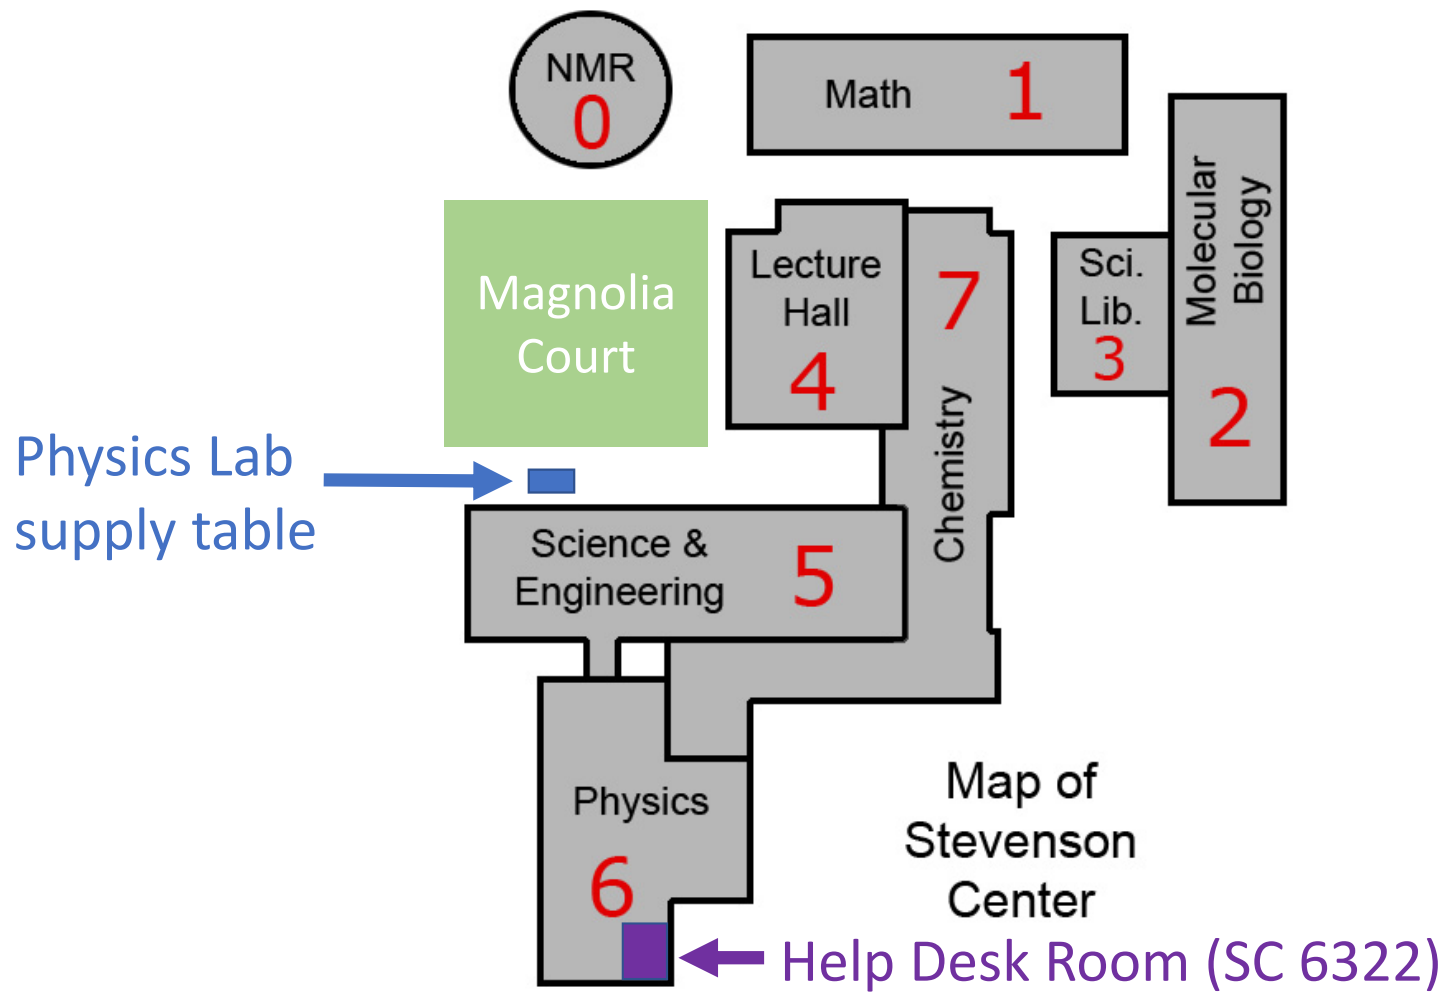 NMR
0
Math
1
Molecular
Biology
2
Magnolia
Court
Lecture
Hall
4
7
Chemistry
Sci.
Lib.
3
Physics Lab
supply table
Science &
Engineering
5
Physics
6
Map of
Stevenson
Center
Help Desk Room (SC 6322)